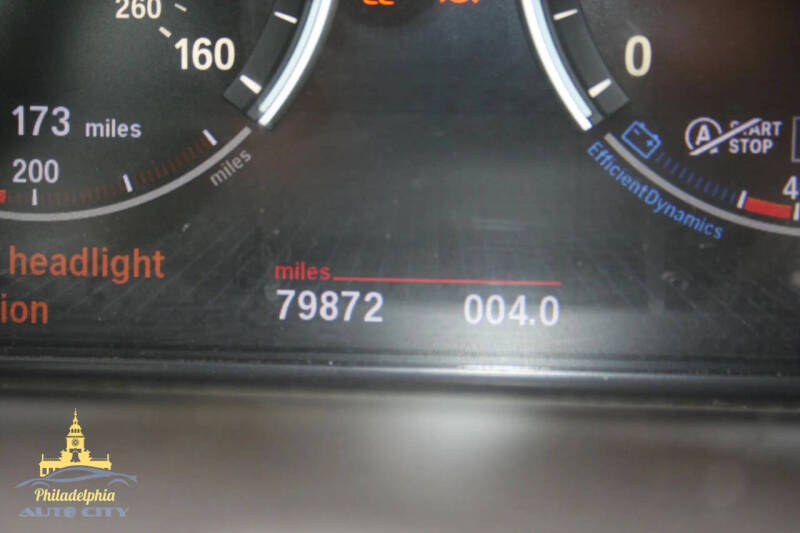 260
160
0
173 miles
200
miles
A START STOP
EfficientDynamics
4
headlight
ion
miles
79872 004.0
Philadelphia
AUTO CITY